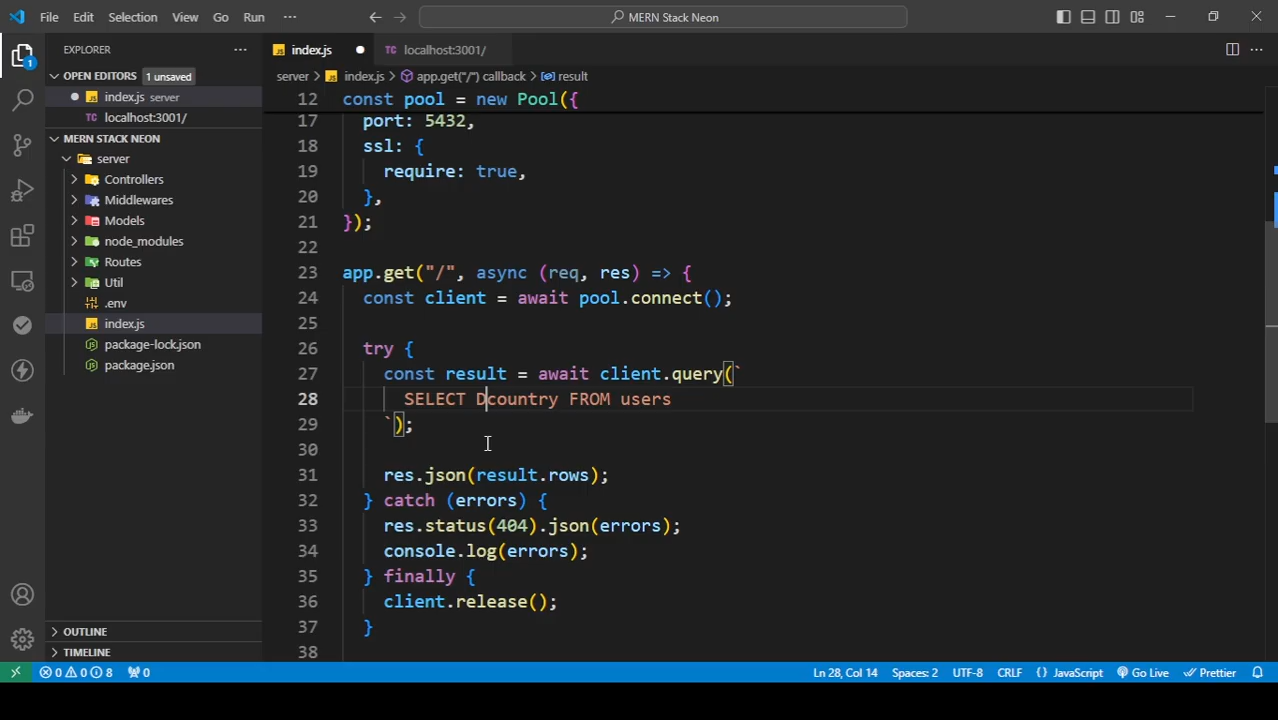 File Edit Selection View Go Run ··· MERN Stack Neon
EXPLORER ···
index.js
localhost:3001/
OPEN EDITORS 1 unsaved
index.js server
localhost:3001/
server > index.js > app.get("/") callback > result
MERN STACK NEON
server
Controllers
Middlewares
Models
node_modules
Routes
Util
.env
index.js
package-lock.json
package.json
OUTLINE
TIMELINE
12 const pool = new Pool({
17 port: 5432,
18 ssl: {
19 require: true,
20 },
21 });
22
23 app.get("/", async (req, res) => {
24 const client = await pool.connect();
25
26 try {
27 const result = await client.query(`
28 SELECT Dcountry FROM users
29 `);
30
31 res.json(result.rows);
32 } catch (errors) {
33 res.status(404).json(errors);
34 console.log(errors);
35 } finally {
36 client.release();
37 }
38
0 0 8 0 Ln 28, Col 14 Spaces: 2 UTF-8 CRLF {} JavaScript Go Live Prettier